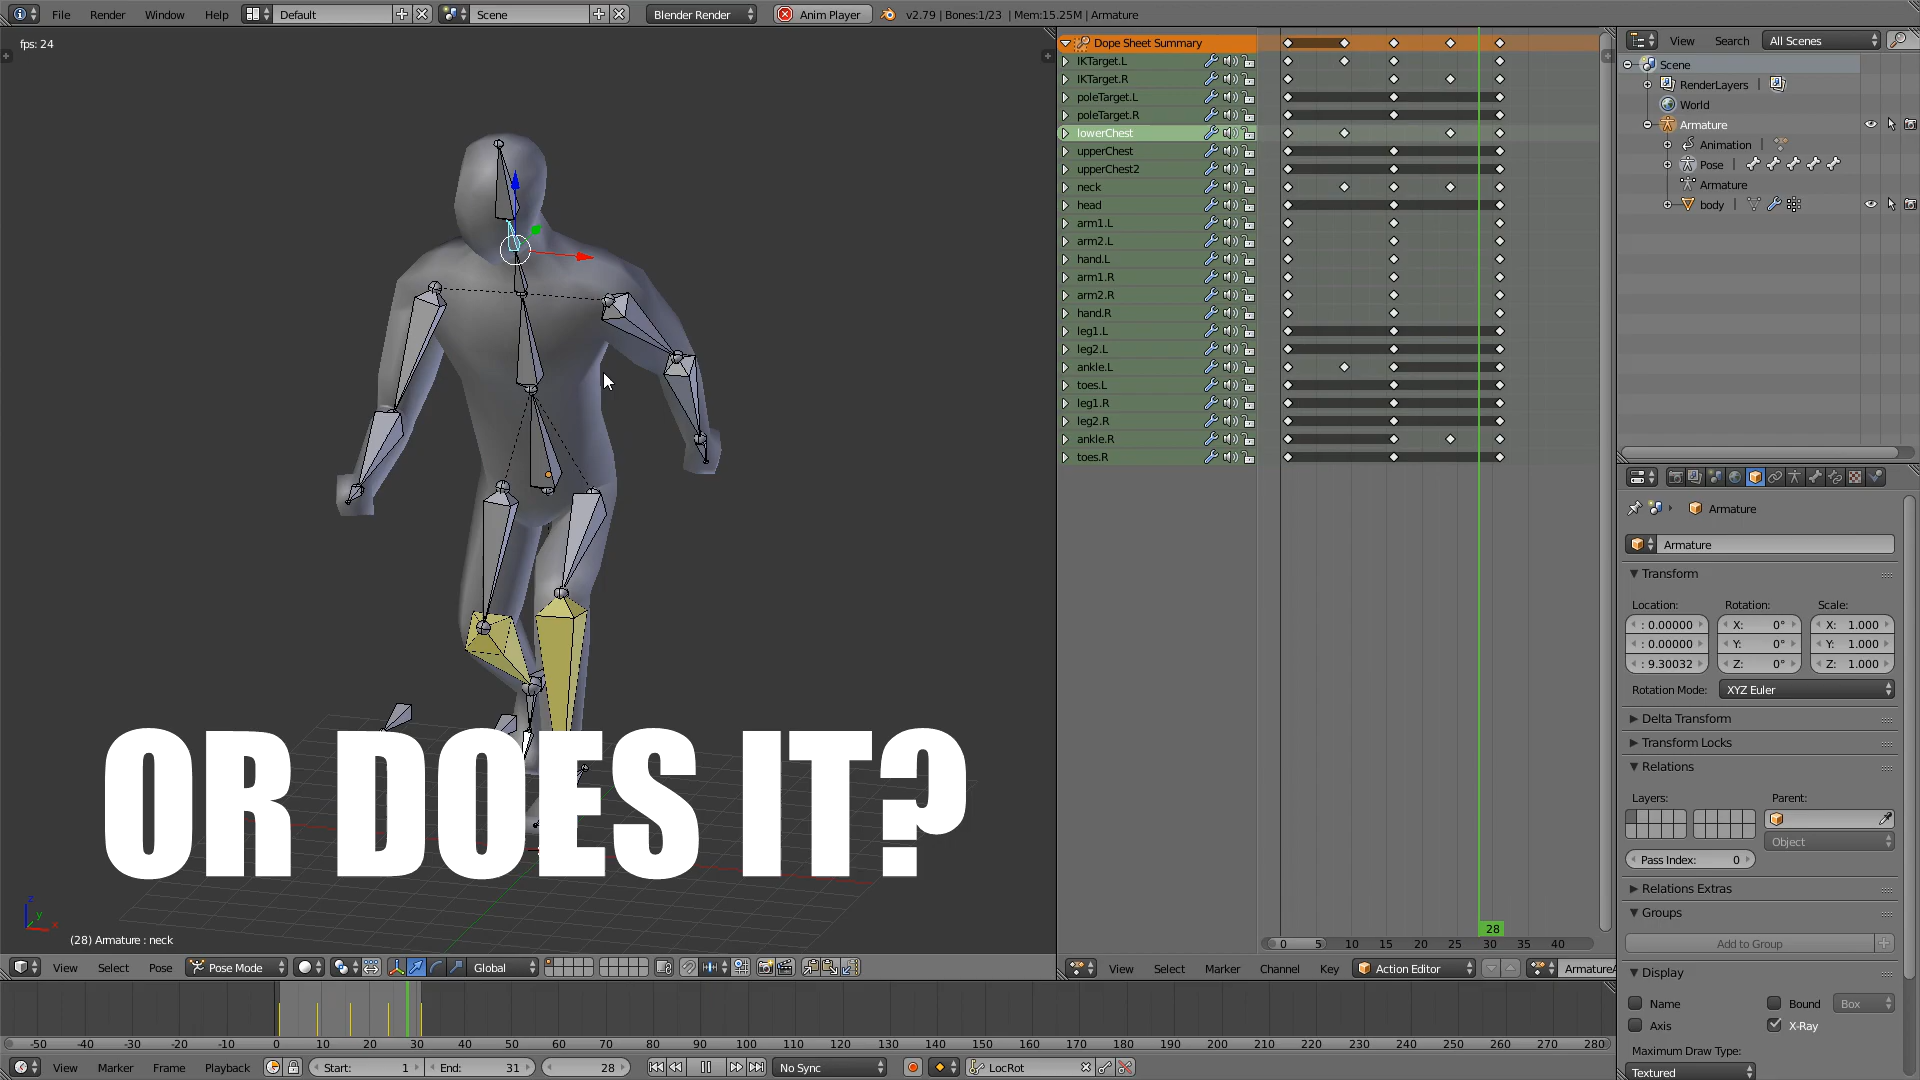 File Render Window Help Default Scene Blender Render Anim Player v2.79 | Bones:1/23 | Mem:15.25M | Armature
fps: 24
Dope Sheet Summary
IKTarget.L
IKTarget.R
poleTarget.L
poleTarget.R
lowerChest
upperChest
upperChest2
neck
head
arm1.L
arm2.L
hand.L
arm1.R
arm2.R
hand.R
leg1.L
leg2.L
ankle.L
toes.L
leg1.R
leg2.R
ankle.R
toes.R
View Search All Scenes
Scene
RenderLayers |
World
Armature
Animation
Pose
Armature
body
Armature
Armature
Transform
Location: Rotation: Scale:
: 0.00000 X: 0° X: 1.000
: 0.00000 Y: 0° Y: 1.000
: 9.30032 Z: 0° Z: 1.000
Rotation Mode: XYZ Euler
Delta Transform
Transform Locks
Relations
Layers: Parent:
Object
Pass Index: 0
Relations Extras
Groups
Add to Group
Display
Name Bound Box
Axis X-Ray
Maximum Draw Type:
Textured
OR DOES IT?
z
y
x
(28) Armature : neck
28
0 5 10 15 20 25 30 35 40
View Select Pose Pose Mode Global
View Select Marker Channel Key Action Editor ArmatureA
-50 -40 -30 -20 -10 0 10 20 30 40 50 60 70 80 90 100 110 120 130 140 150 160 170 180 190 200 210 220 230 240 250 260 270 280
View Marker Frame Playback Start: 1 End: 31 28 No Sync LocRot